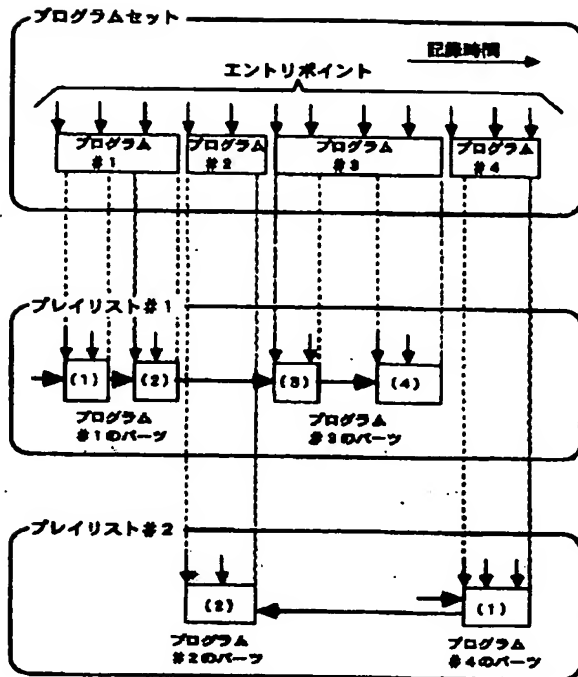 プログラムセット
記録時間
エントリポイント
プログラム
#1
プログラム
#2
プログラム
#3
プログラム
#4
プレイリスト#1
(1)
(2)
(3)
(4)
プログラム
#1のパーツ
プログラム
#3のパーツ
プレイリスト#2
(2)
(1)
プログラム
#2のパーツ
プログラム
#4のパーツ